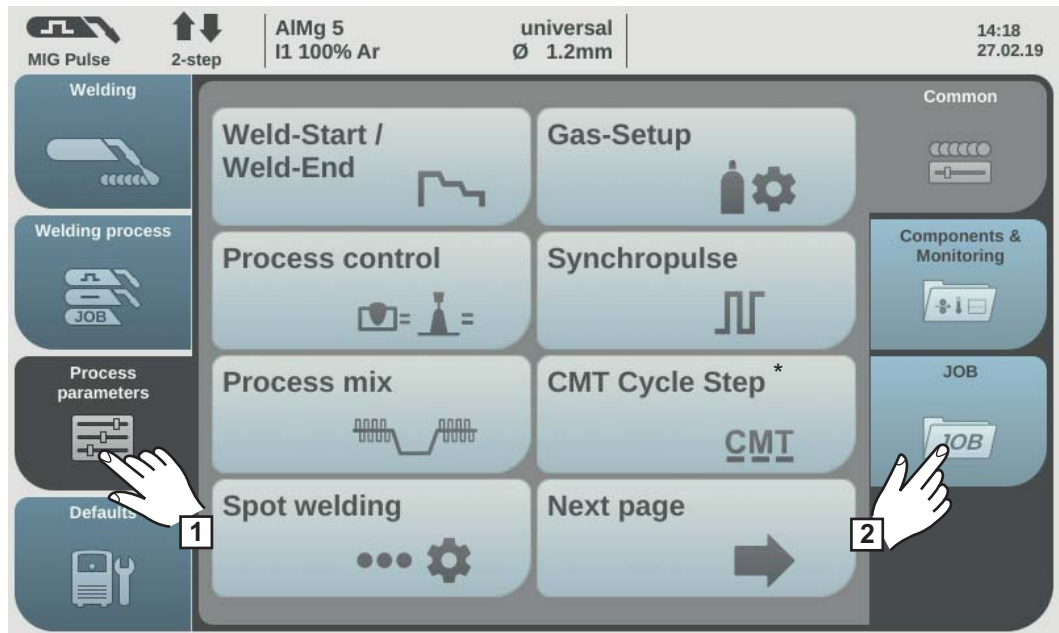 MIG Pulse
2-step
AlMg 5
I1 100% Ar
universal
Ø 1.2mm
14:18
27.02.19
Welding
Welding process
JOB
Process
parameters
Defaults
1
Weld-Start /
Weld-End
Gas-Setup
Process control
= =
Synchropulse
Process mix
CMT Cycle Step *
CMT
Spot welding
Next page
Common
Components &
Monitoring
JOB
JOB
2